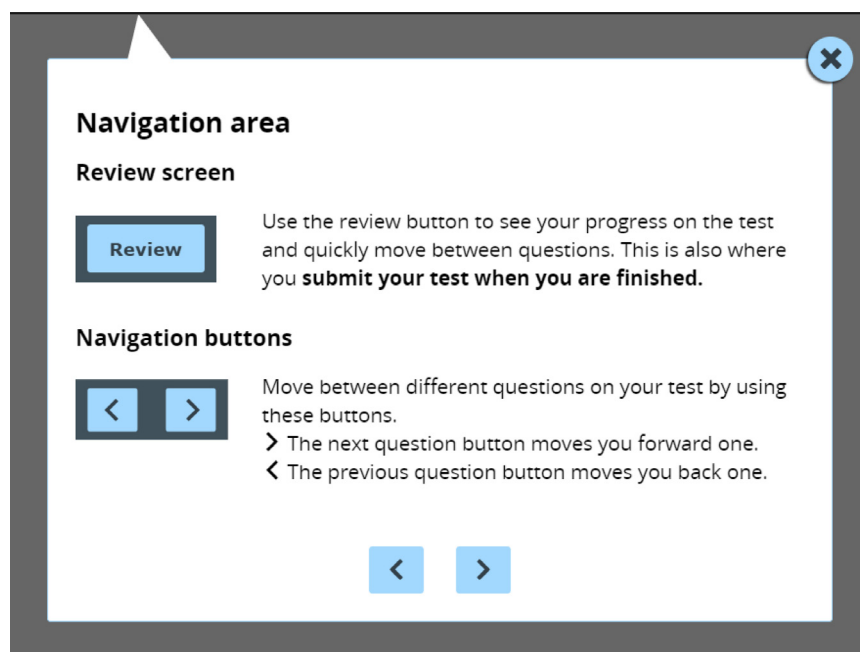 Navigation area
Review screen
Review
Use the review button to see your progress on the test
and quickly move between questions. This is also where
you submit your test when you are finished.
Navigation buttons
Move between different questions on your test by using
these buttons.
> The next question button moves you forward one.
< The previous question button moves you back one.